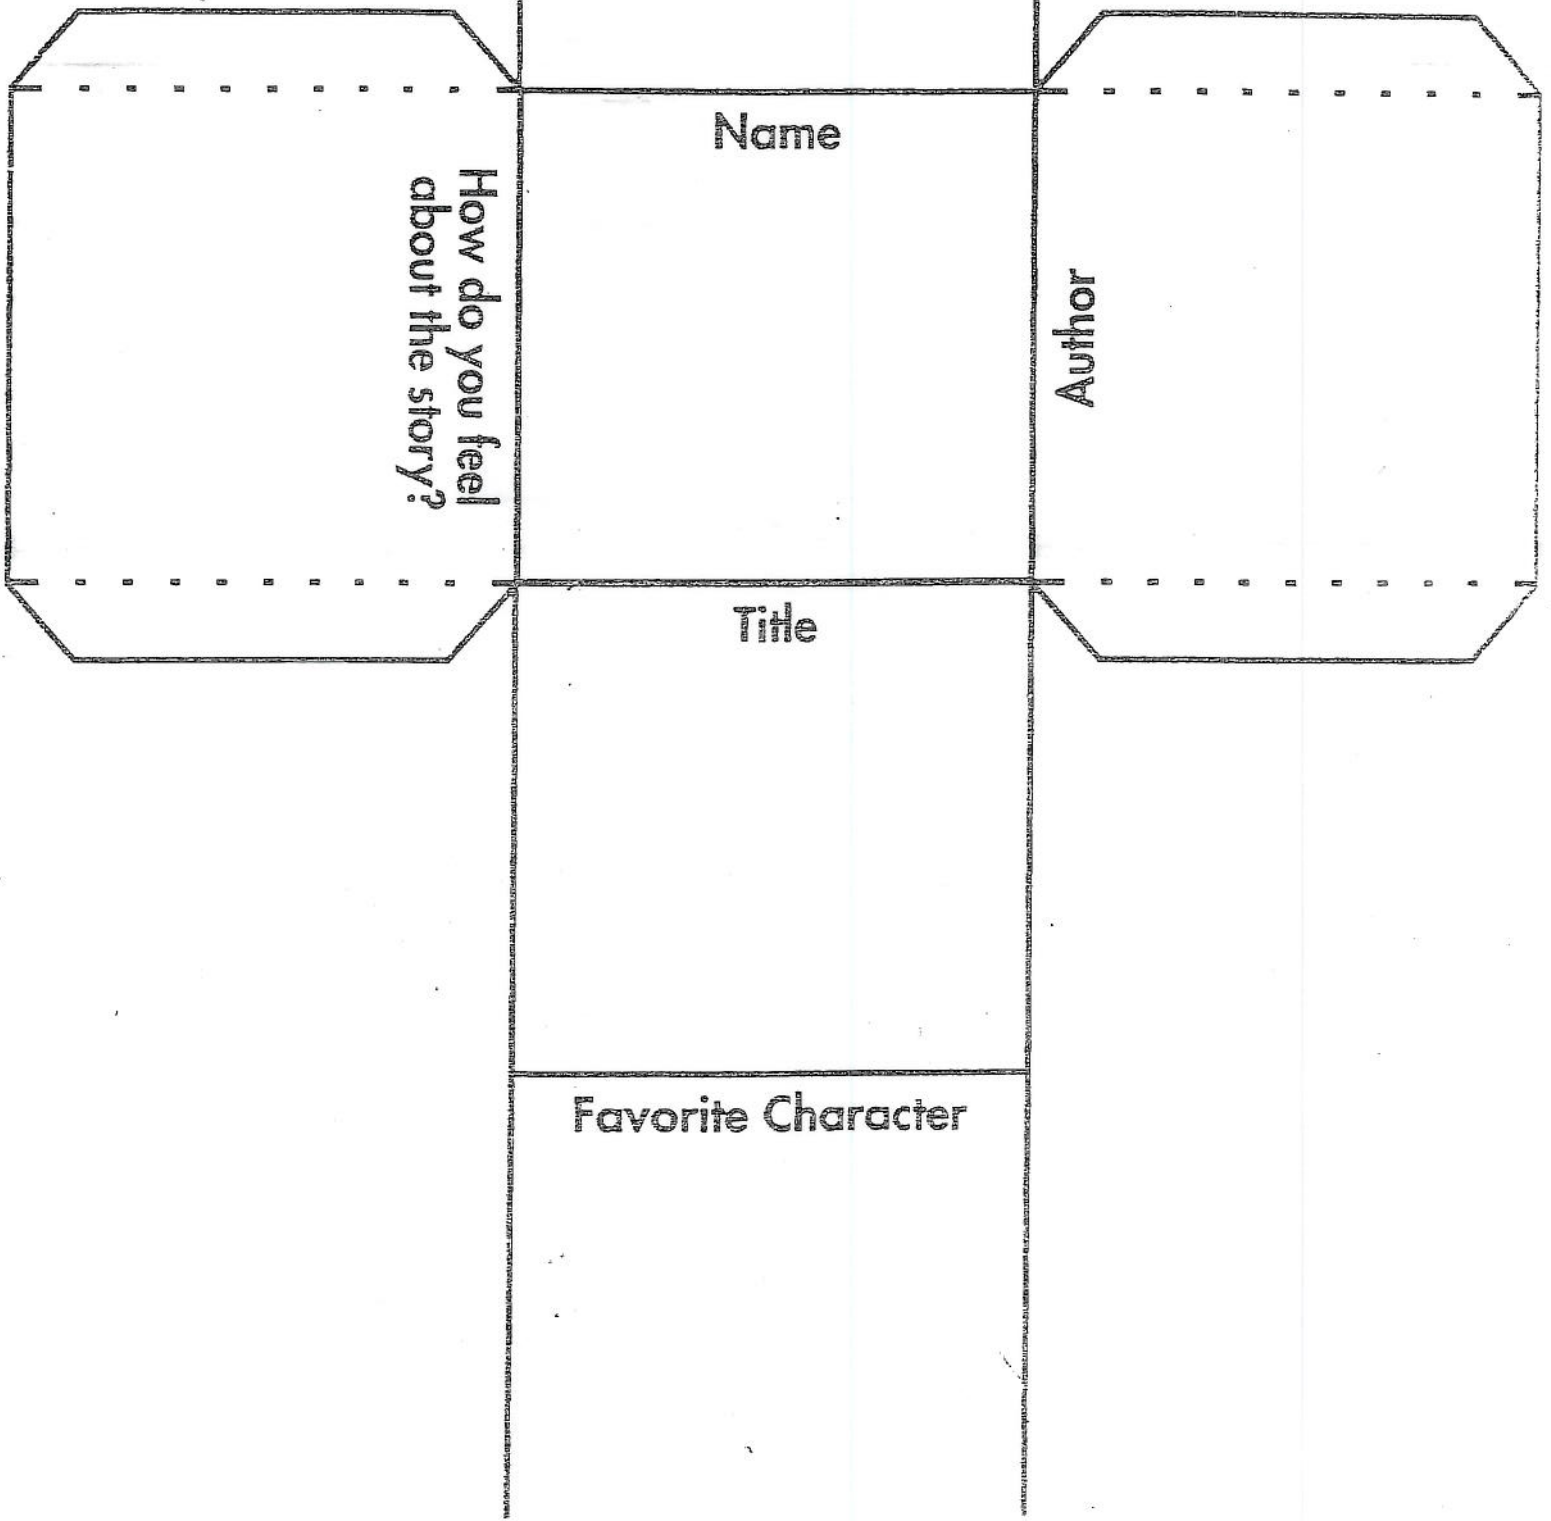 Name
How do you feel
about the story?
Author
Title
Favorite Character